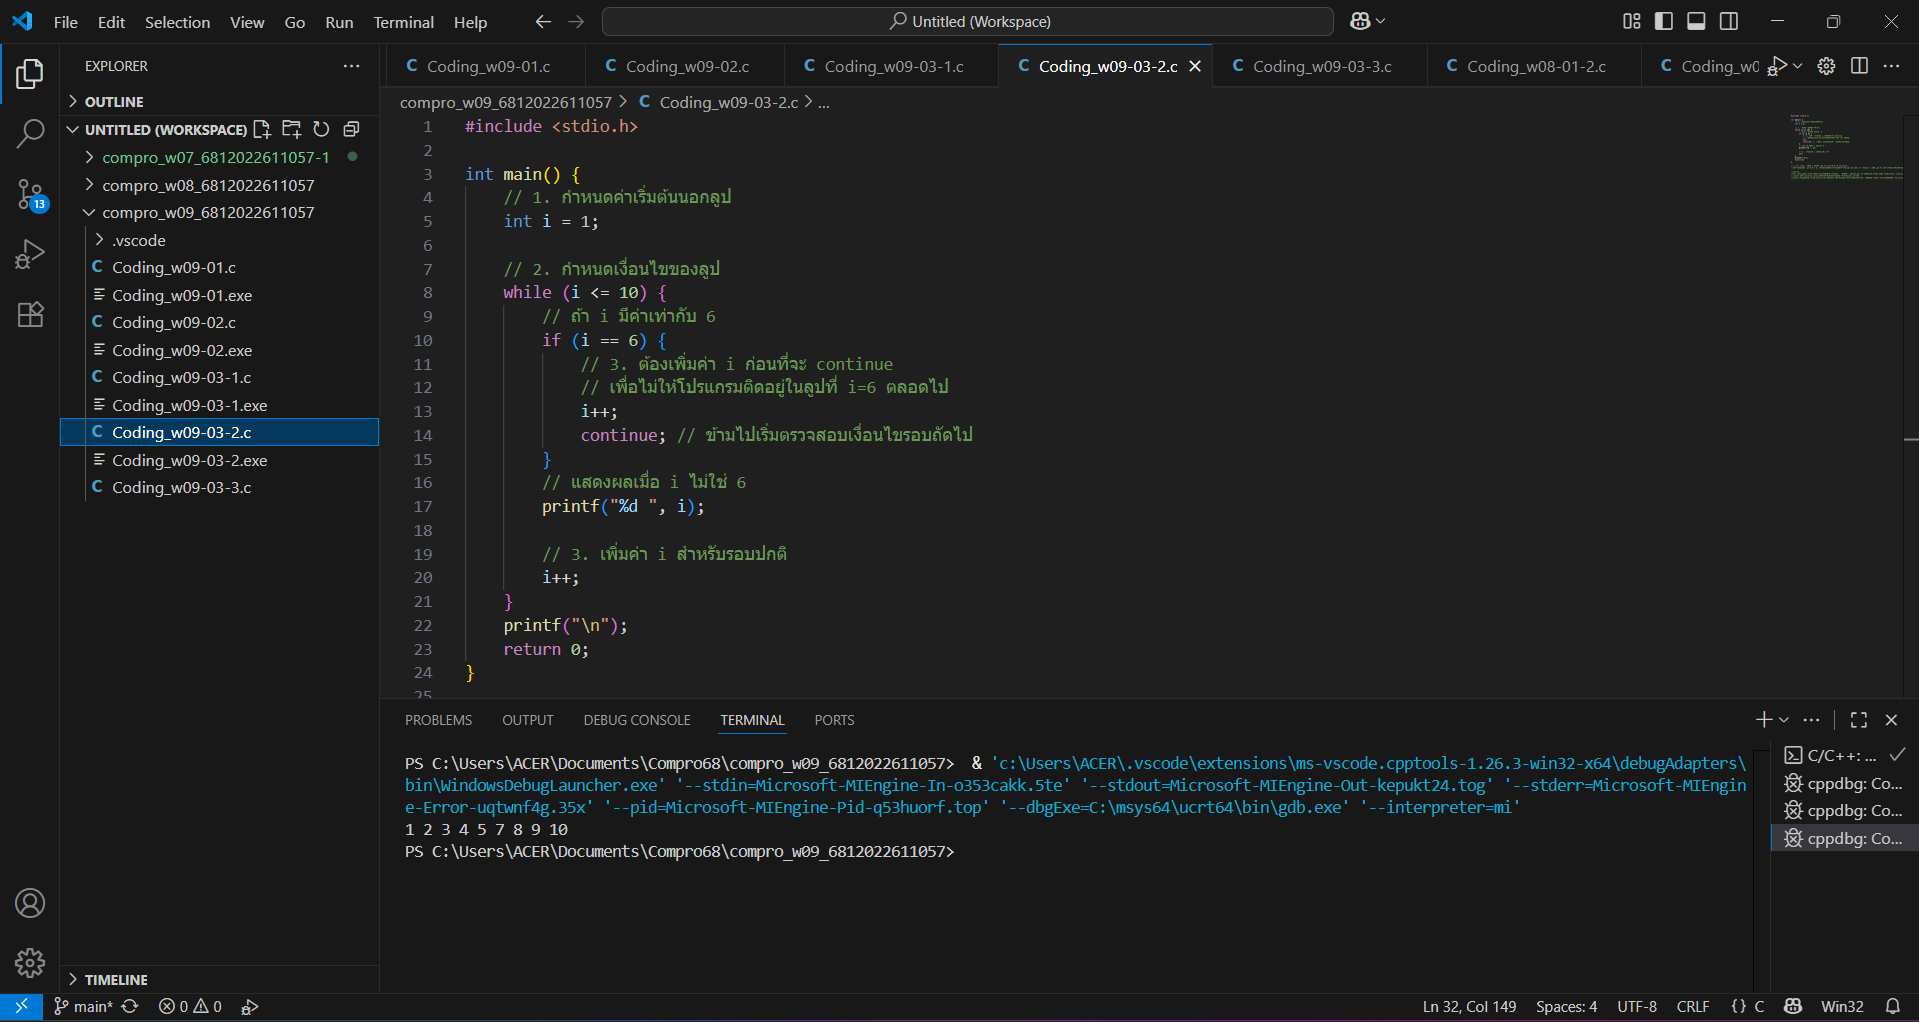 File Edit Selection View Go Run Terminal Help
Untitled (Workspace)
EXPLORER
OUTLINE
UNTITLED (WORKSPACE)
compro_w07_6812022611057-1
compro_w08_6812022611057
compro_w09_6812022611057
.vscode
C Coding_w09-01.c
Coding_w09-01.exe
C Coding_w09-02.c
Coding_w09-02.exe
C Coding_w09-03-1.c
Coding_w09-03-1.exe
C Coding_w09-03-2.c
Coding_w09-03-2.exe
C Coding_w09-03-3.c
TIMELINE
13
C Coding_w09-01.c C Coding_w09-02.c C Coding_w09-03-1.c C Coding_w09-03-2.c C Coding_w09-03-3.c C Coding_w08-01-2.c C Coding_w0
compro_w09_6812022611057 > C Coding_w09-03-2.c > ...
1 #include <stdio.h>
2
3 int main() {
4 // 1. กำหนดค่าเริ่มต้นนอกลูป
5 int i = 1;
6
7 // 2. กำหนดเงื่อนไขของลูป
8 while (i <= 10) {
9 // ถ้า i มีค่าเท่ากับ 6
10 if (i == 6) {
11 // 3. ต้องเพิ่มค่า i ก่อนที่จะ continue
12 // เพื่อไม่ให้โปรแกรมติดอยู่ในลูปที่ i=6 ตลอดไป
13 i++;
14 continue; // ข้ามไปเริ่มตรวจสอบเงื่อนไขรอบถัดไป
15 }
16 // แสดงผลเมื่อ i ไม่ใช่ 6
17 printf("%d ", i);
18
19 // 3. เพิ่มค่า i สำหรับรอบปกติ
20 i++;
21 }
22 printf("\n");
23 return 0;
24 }
25
PROBLEMS OUTPUT DEBUG CONSOLE TERMINAL PORTS
PS C:\Users\ACER\Documents\Compro68\compro_w09_6812022611057> & 'c:\Users\ACER\.vscode\extensions\ms-vscode.cpptools-1.26.3-win32-x64\debugAdapters\
bin\WindowsDebugLauncher.exe' '--stdin=Microsoft-MIEngine-In-o353cakk.5te' '--stdout=Microsoft-MIEngine-Out-kepukt24.tog' '--stderr=Microsoft-MIEngin
e-Error-uqtwnf4g.35x' '--pid=Microsoft-MIEngine-Pid-q53huorf.top' '--dbgExe=C:\msys64\ucrt64\bin\gdb.exe' '--interpreter=mi'
1 2 3 4 5 7 8 9 10
PS C:\Users\ACER\Documents\Compro68\compro_w09_6812022611057>
C/C++: ...
cppdbg: Co...
cppdbg: Co...
cppdbg: Co...
main* 0 0 Ln 32, Col 149 Spaces: 4 UTF-8 CRLF {} C Win32